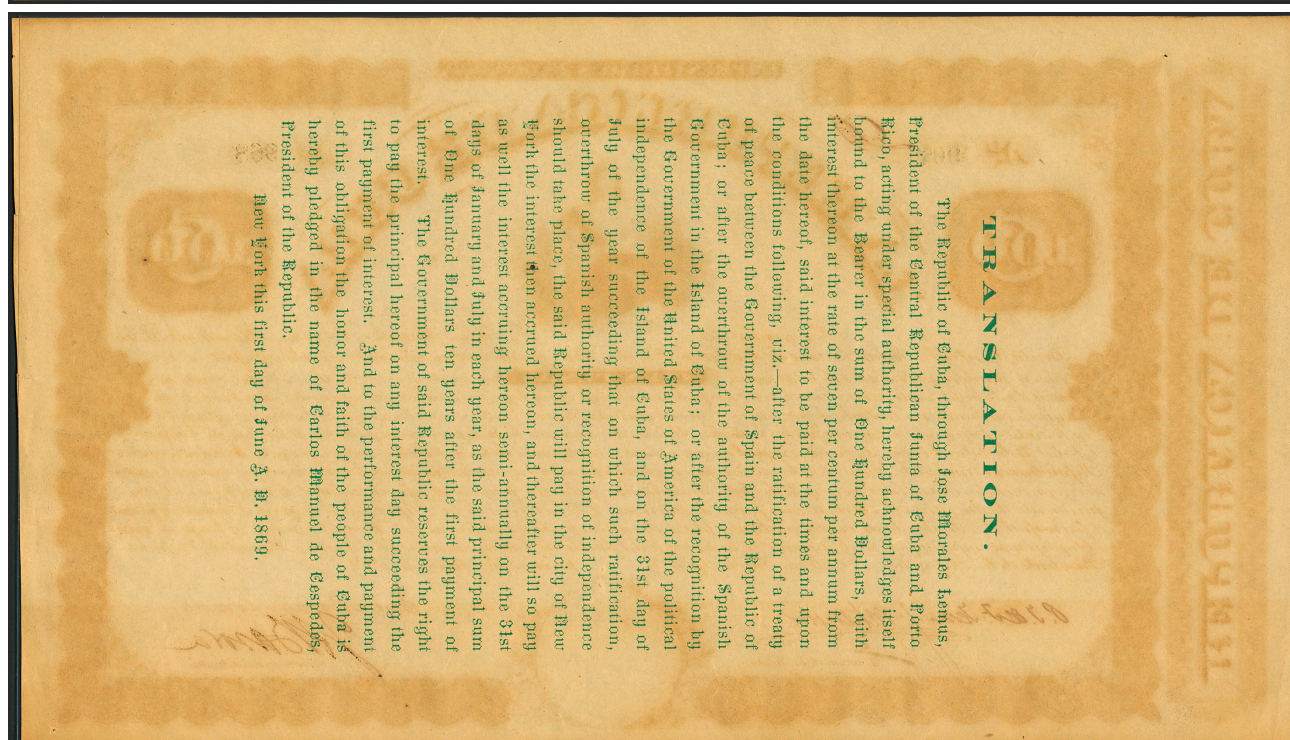 TRANSLATION.
The Republic of Cuba, through Jose Morales Lemus,
President of the Central Republican Junta of Cuba and Porto
Rico, acting under special authority, hereby acknowledges itself
bound to the Bearer in the sum of One Hundred Dollars, with
interest thereon at the rate of seven per centum per annum from
the date hereof, said interest to be paid at the times and upon
the conditions following, viz.—after the ratification of a treaty
of peace between the Government of Spain and the Republic of
Cuba; or after the overthrow of the authority of the Spanish
Government in the Island of Cuba; or after the recognition by
the Government of the United States of America of the political
independence of the Island of Cuba, and on the 31st day of
July of the year succeeding that on which such ratification,
overthrow of Spanish authority or recognition of independence
should take place, the said Republic will pay in the city of New
York the interest then accrued hereon, and thereafter will so pay
as well the interest accruing hereon semi-annually on the 31st
days of January and July in each year, as the said principal sum
of One Hundred Dollars ten years after the first payment of
interest. The Government of said Republic reserves the right
to pay the principal hereof on any interest day succeeding the
first payment of interest. And to the performance and payment
of this obligation the honor and faith of the people of Cuba is
hereby pledged in the name of Carlos Manuel de Cespedes,
President of the Republic.
New York this first day of June A. D. 1869.
REPUBLICA DE CUBA